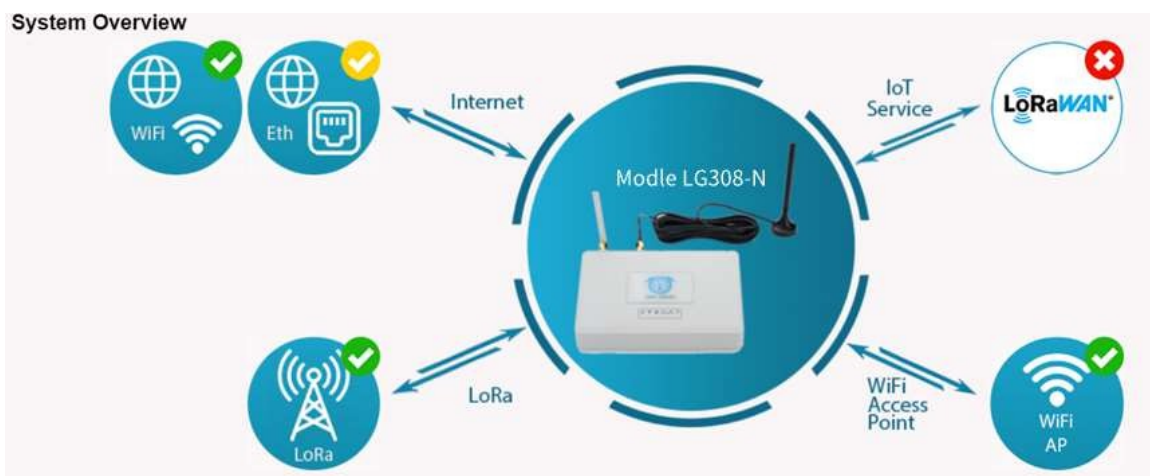 System Overview
WiFi
Eth
Internet
IoT
Service
LoRaWAN®
Modle LG308-N
LoRa
LoRa
WiFi
Access
Point
WiFi
AP